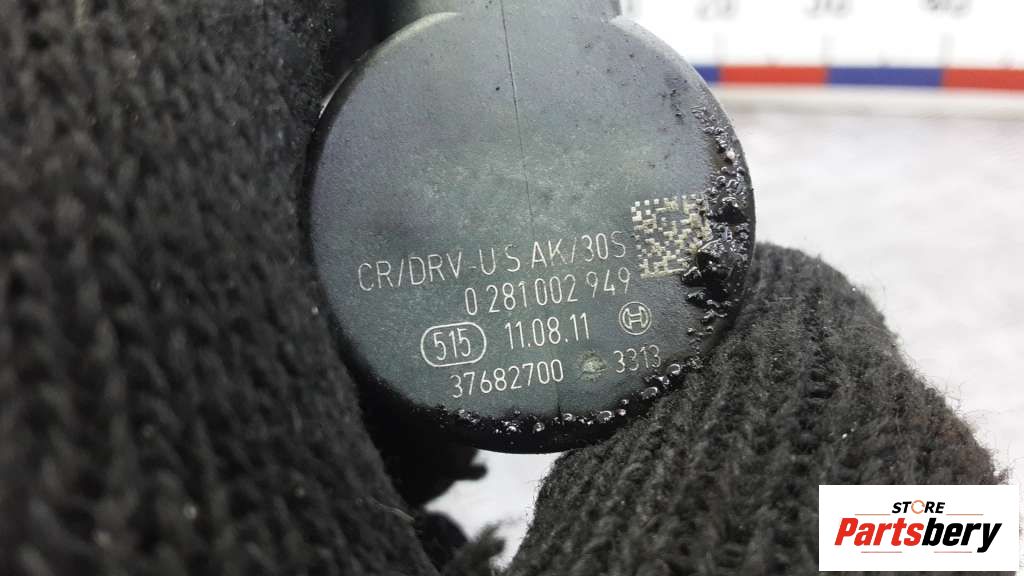 CR/DRV-U S AK/30S
0 281 002 949
515 11.08.11
37682700 3313
STORE
Partsbery